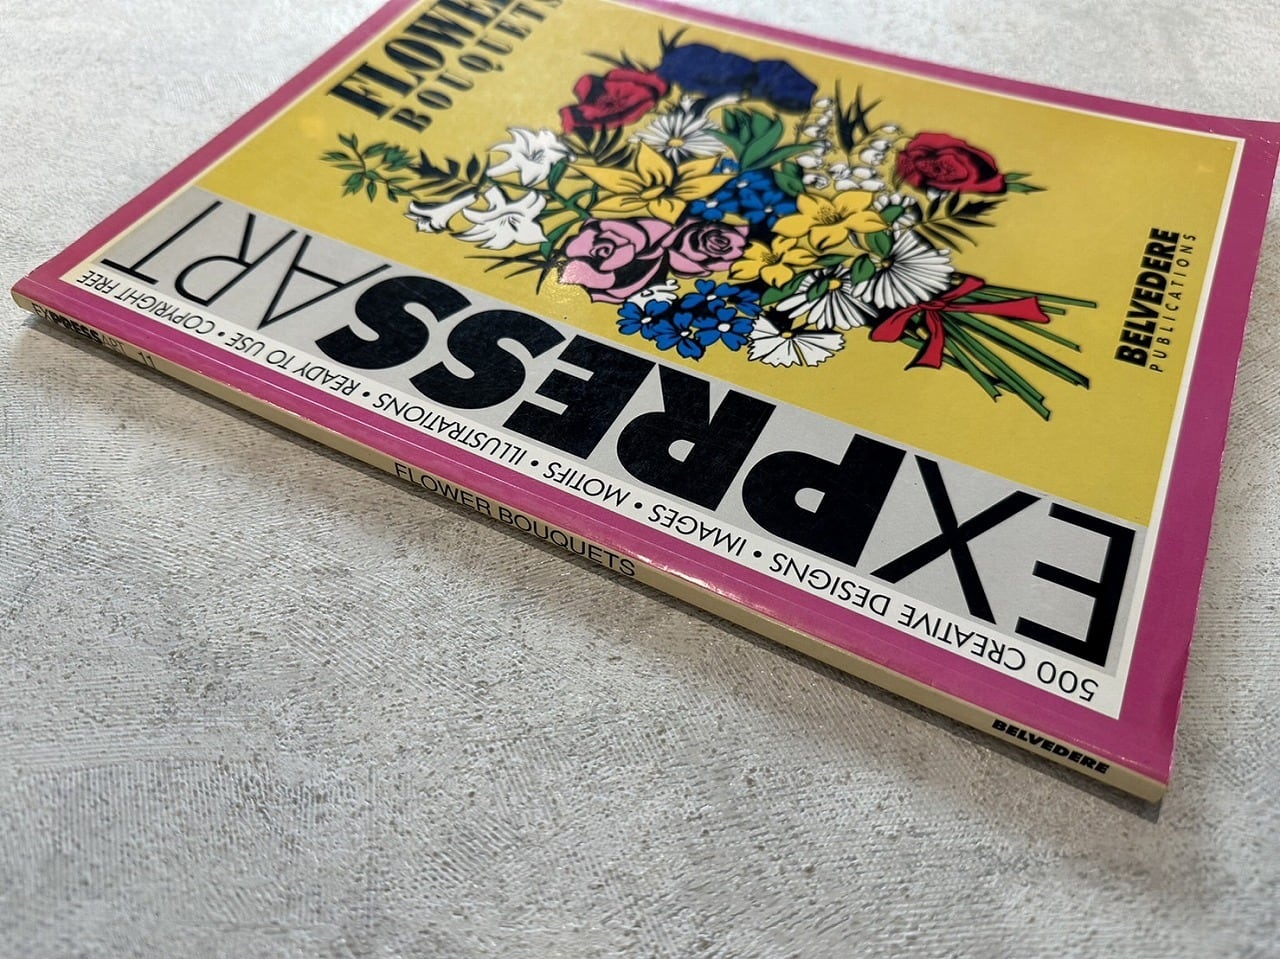 EXPRESSART
500 CREATIVE DESIGNS • IMAGES • MOTIFS • ILLUSTRATIONS • READY TO USE • COPYRIGHT FREE
FLOWER
BOUQUETS
BELVEDERE
PUBLICATIONS
EXPRESSART 11
FLOWER BOUQUETS
BELVEDERE